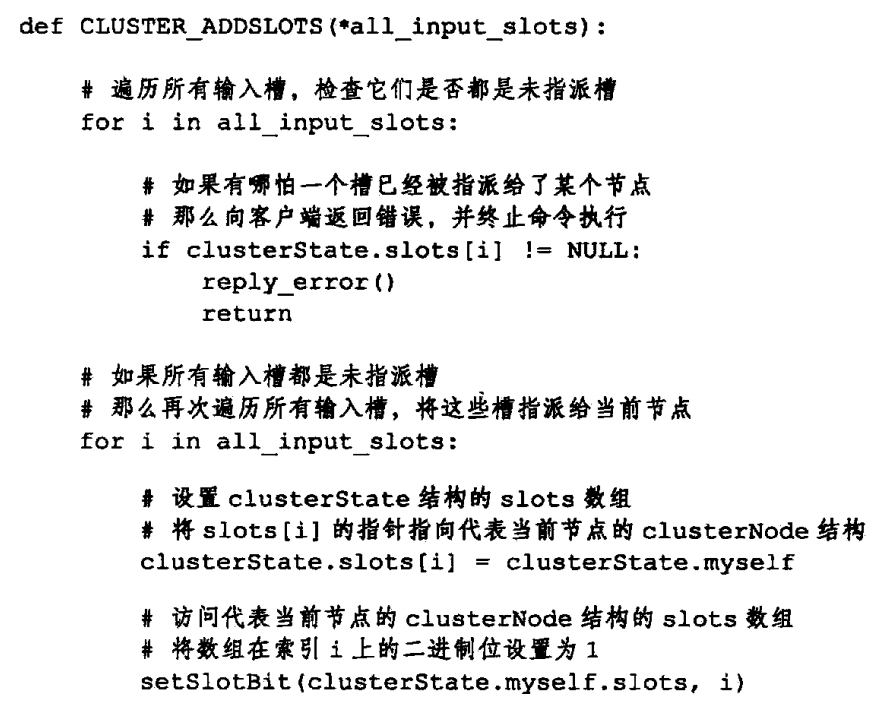 def CLUSTER_ADDSLOTS(*all_input_slots):
# 遍历所有输入槽，检查它们是否都是未指派槽
for i in all_input_slots:
# 如果有哪怕一个槽已经被指派给了某个节点
# 那么向客户端返回错误，并终止命令执行
if clusterState.slots[i] != NULL:
reply_error()
return
# 如果所有输入槽都是未指派槽
# 那么再次遍历所有输入槽，将这些槽指派给当前节点
for i in all_input_slots:
# 设置 clusterState 结构的 slots 数组
# 将 slots[i] 的指针指向代表当前节点的 clusterNode 结构
clusterState.slots[i] = clusterState.myself
# 访问代表当前节点的 clusterNode 结构的 slots 数组
# 将数组在索引 i 上的二进制位设置为 1
setSlotBit(clusterState.myself.slots, i)